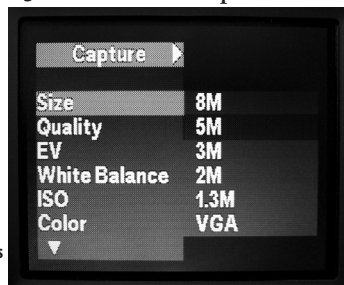 Capture
Size 8M
Quality 5M
EV 3M
White Balance 2M
ISO 1.3M
Color VGA